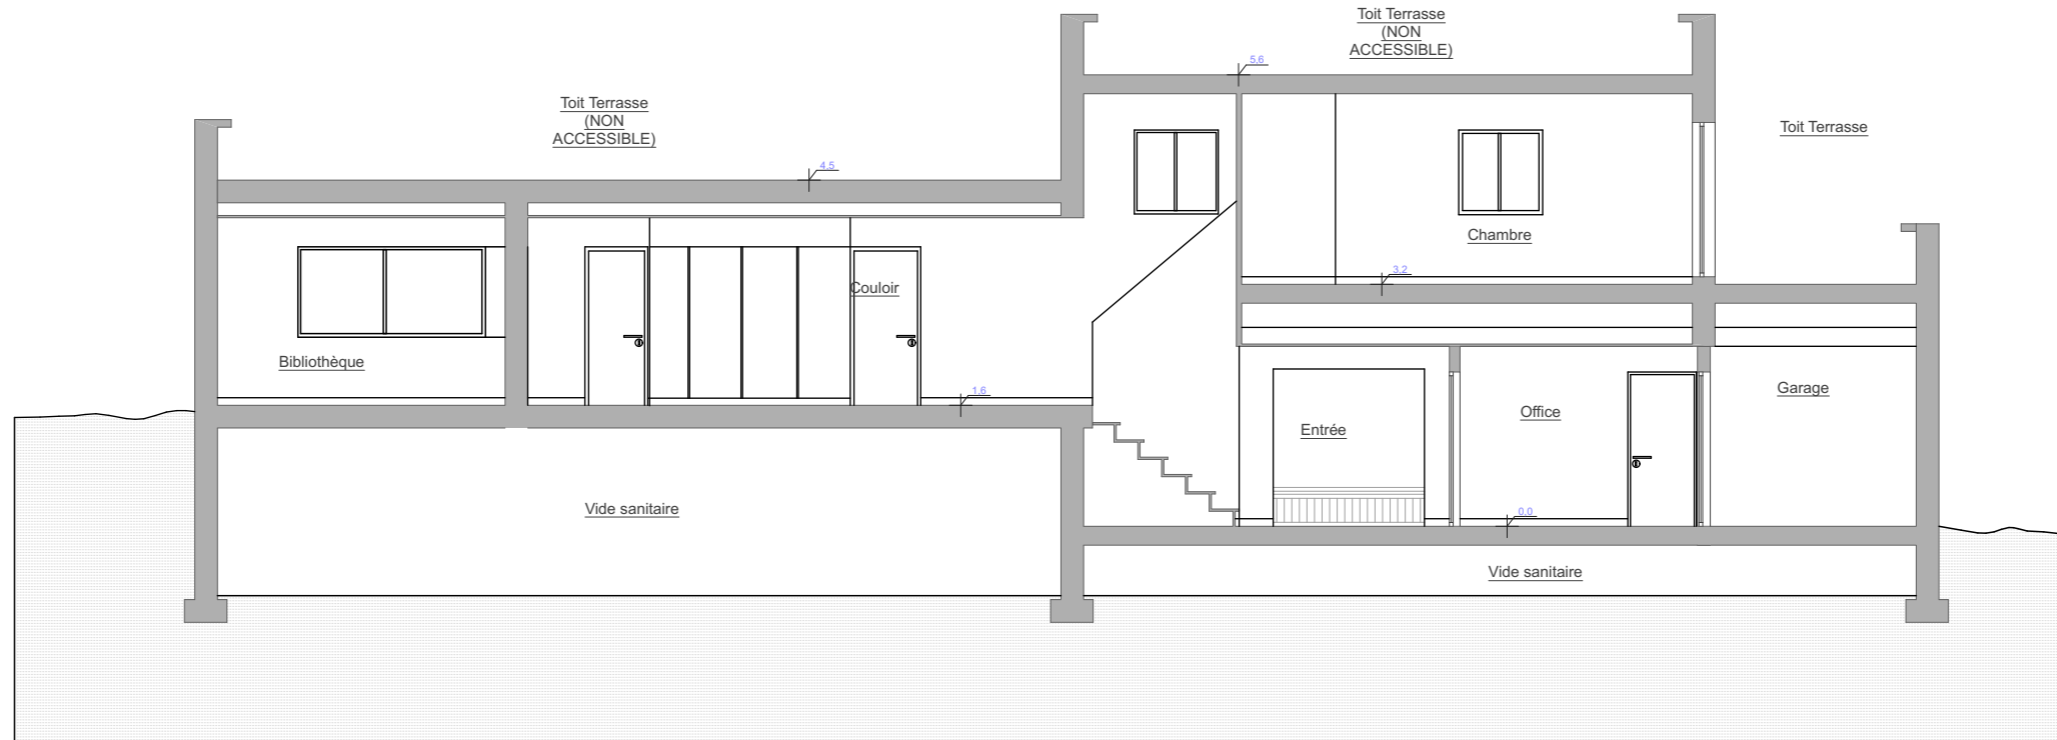 Toit Terrasse
(NON
ACCESSIBLE)
5,6
Toit Terrasse
(NON
ACCESSIBLE)
Toit Terrasse
4,5
Chambre
3,2
Couloir
Bibliothèque
1,6
Garage
Office
Entrée
0,0
Vide sanitaire
Vide sanitaire